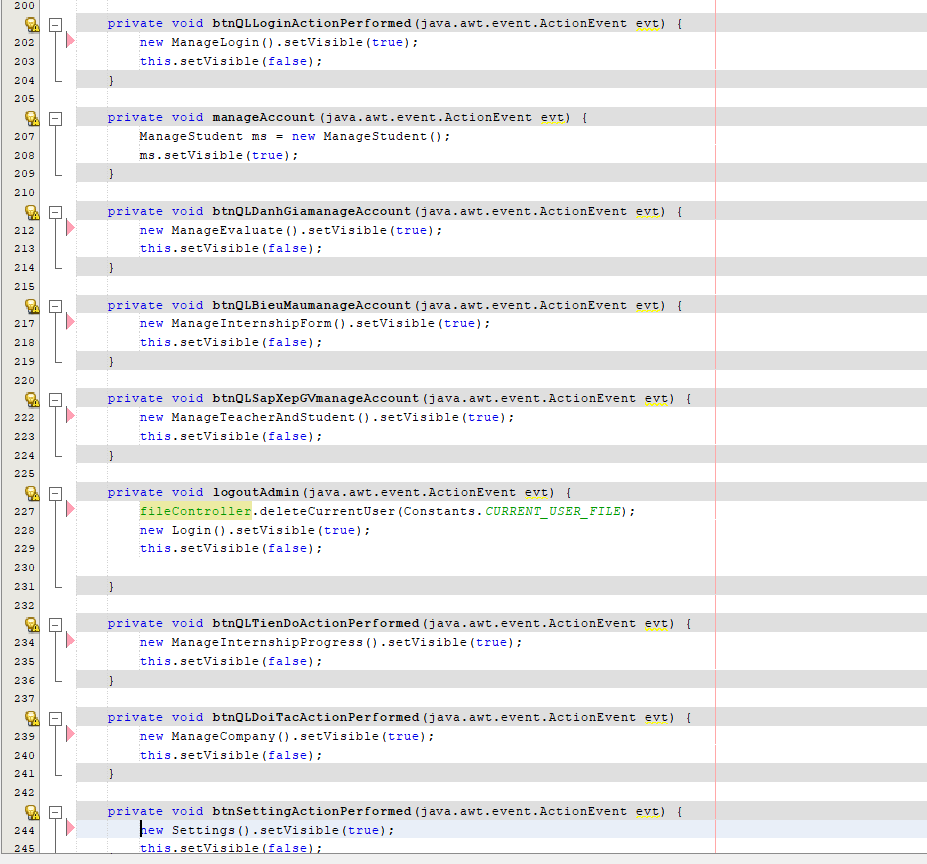 200
private void btnQLLoginActionPerformed(java.awt.event.ActionEvent evt) {
202 new ManageLogin().setVisible(true);
203 this.setVisible(false);
204 }
205
private void manageAccount(java.awt.event.ActionEvent evt) {
207 ManageStudent ms = new ManageStudent();
208 ms.setVisible(true);
209 }
210
private void btnQLDanhGiamanageAccount(java.awt.event.ActionEvent evt) {
212 new ManageEvaluate().setVisible(true);
213 this.setVisible(false);
214 }
215
private void btnQLBieuMaumanageAccount(java.awt.event.ActionEvent evt) {
217 new ManageInternshipForm().setVisible(true);
218 this.setVisible(false);
219 }
220
private void btnQLSapXepGVmanageAccount(java.awt.event.ActionEvent evt) {
222 new ManageTeacherAndStudent().setVisible(true);
223 this.setVisible(false);
224 }
225
private void logoutAdmin(java.awt.event.ActionEvent evt) {
227 fileController.deleteCurrentUser(Constants.CURRENT_USER_FILE);
228 new Login().setVisible(true);
229 this.setVisible(false);
230
231 }
232
private void btnQLTienDoActionPerformed(java.awt.event.ActionEvent evt) {
234 new ManageInternshipProgress().setVisible(true);
235 this.setVisible(false);
236 }
237
private void btnQLDoiTacActionPerformed(java.awt.event.ActionEvent evt) {
239 new ManageCompany().setVisible(true);
240 this.setVisible(false);
241 }
242
private void btnSettingActionPerformed(java.awt.event.ActionEvent evt) {
244 new Settings().setVisible(true);
245 this.setVisible(false);